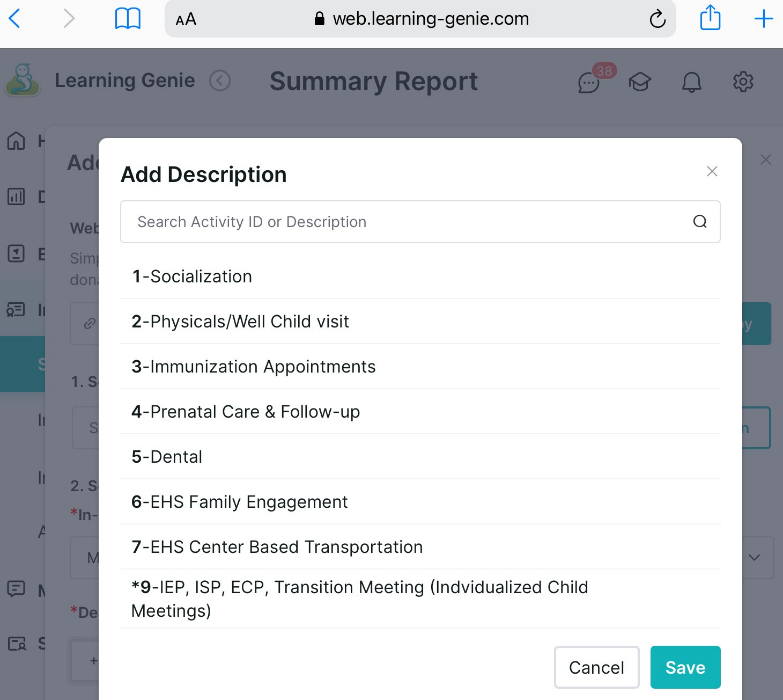 AA web.learning-genie.com
Learning Genie Summary Report 38
Add Description
Search Activity ID or Description
1-Socialization
2-Physicals/Well Child visit
3-Immunization Appointments
4-Prenatal Care & Follow-up
5-Dental
6-EHS Family Engagement
7-EHS Center Based Transportation
*9-IEP, ISP, ECP, Transition Meeting (Indvidualized Child
Meetings)
Cancel Save